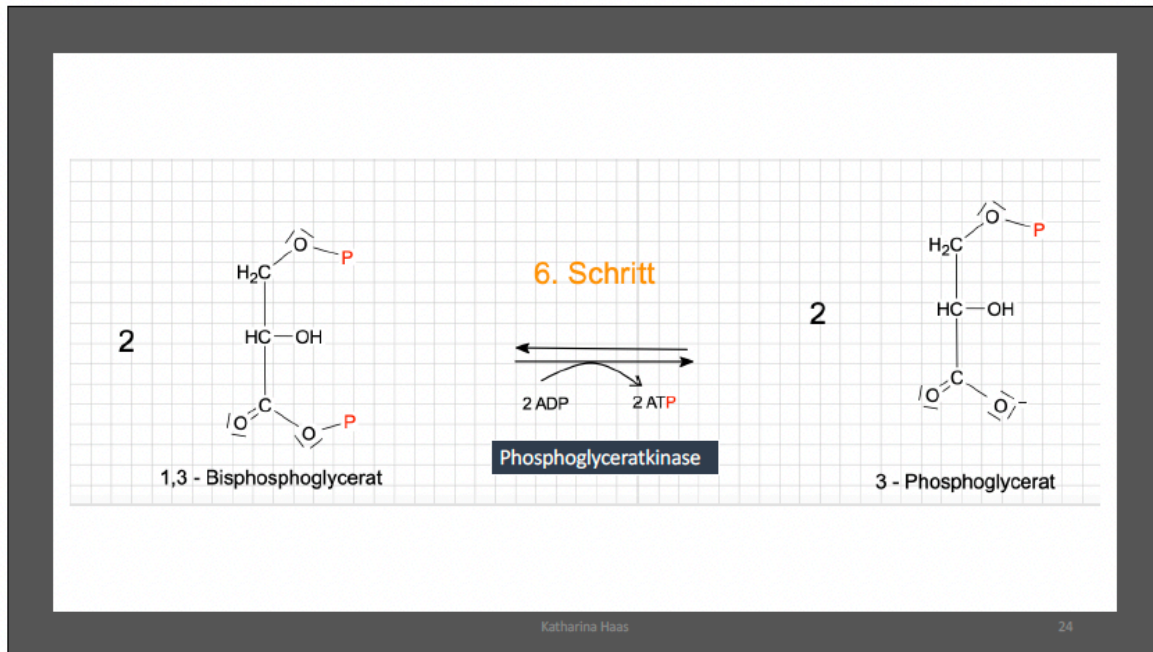 6. Schritt
2
H₂C
O
P
HC OH
C
O
O
P
1,3 - Bisphosphoglycerat
2 ADP
2 ATP
Phosphoglyceratkinase
2
H₂C
O
P
HC OH
C
O
O⁻
3 - Phosphoglycerat
Katharina Haas
24